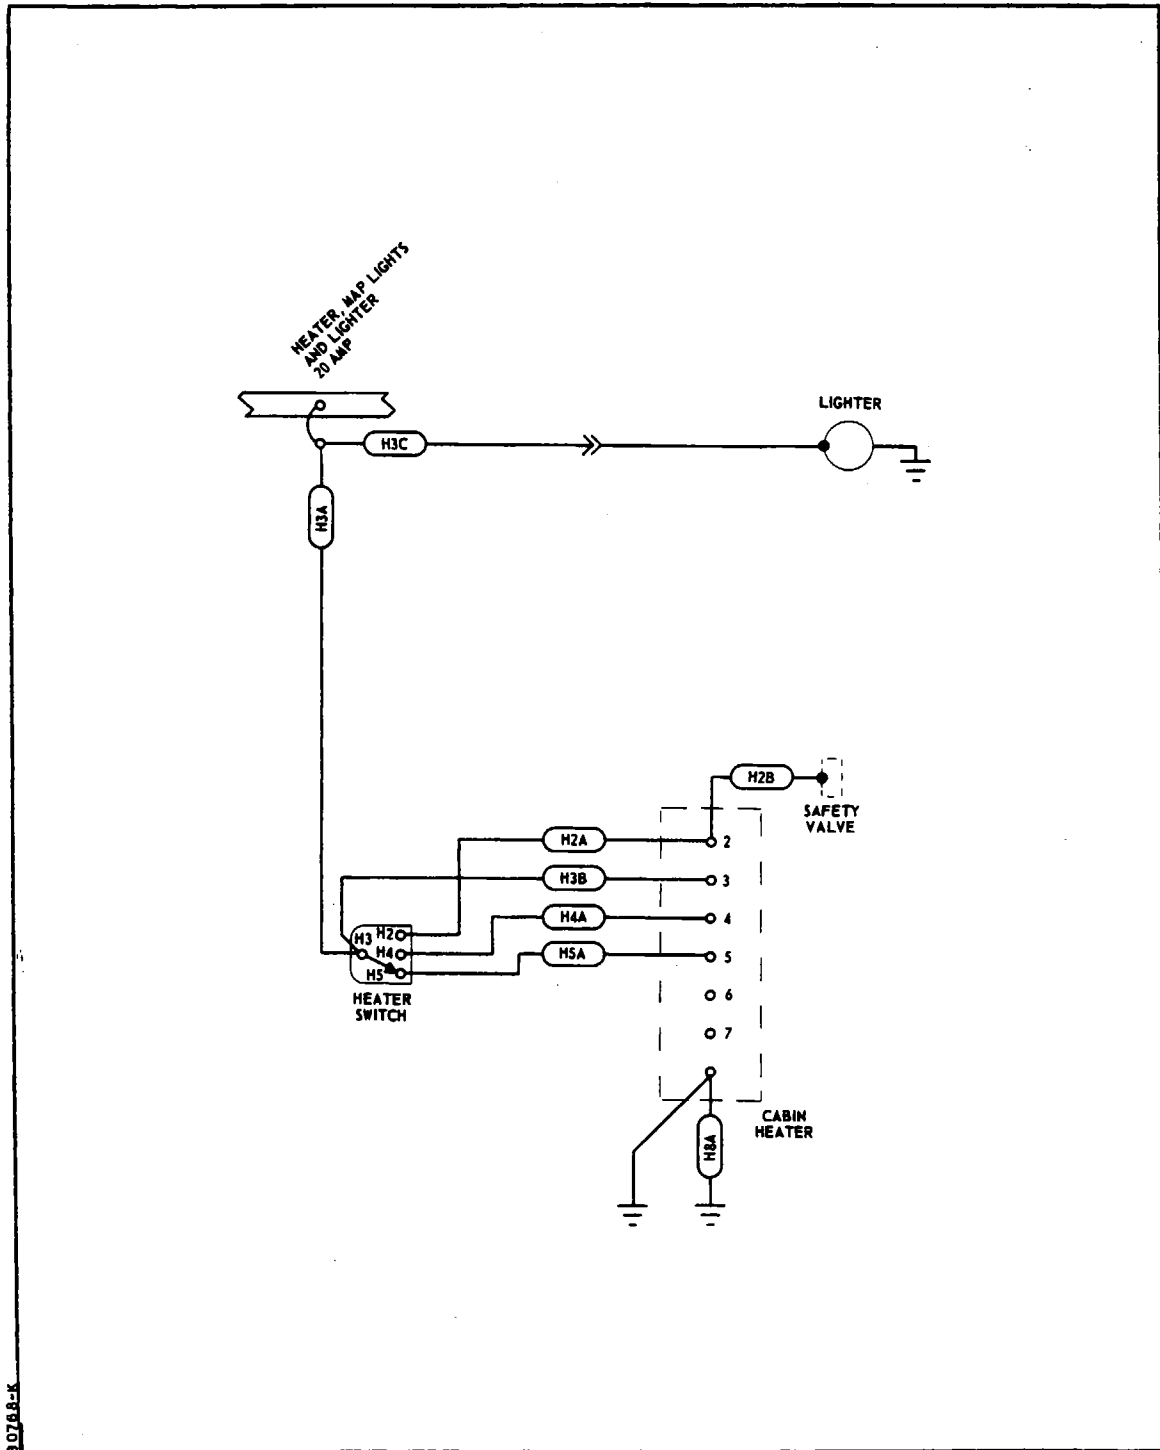 HEATER, MAP LIGHTS
AND LIGHTER
20 AMP
LIGHTER
H3C
H3A
H2B
SAFETY
VALVE
H2A
2
H3B
3
H4A
4
H2
H3
H4
H5A
5
H5
HEATER
SWITCH
6
7
CABIN
HEATER
H8A